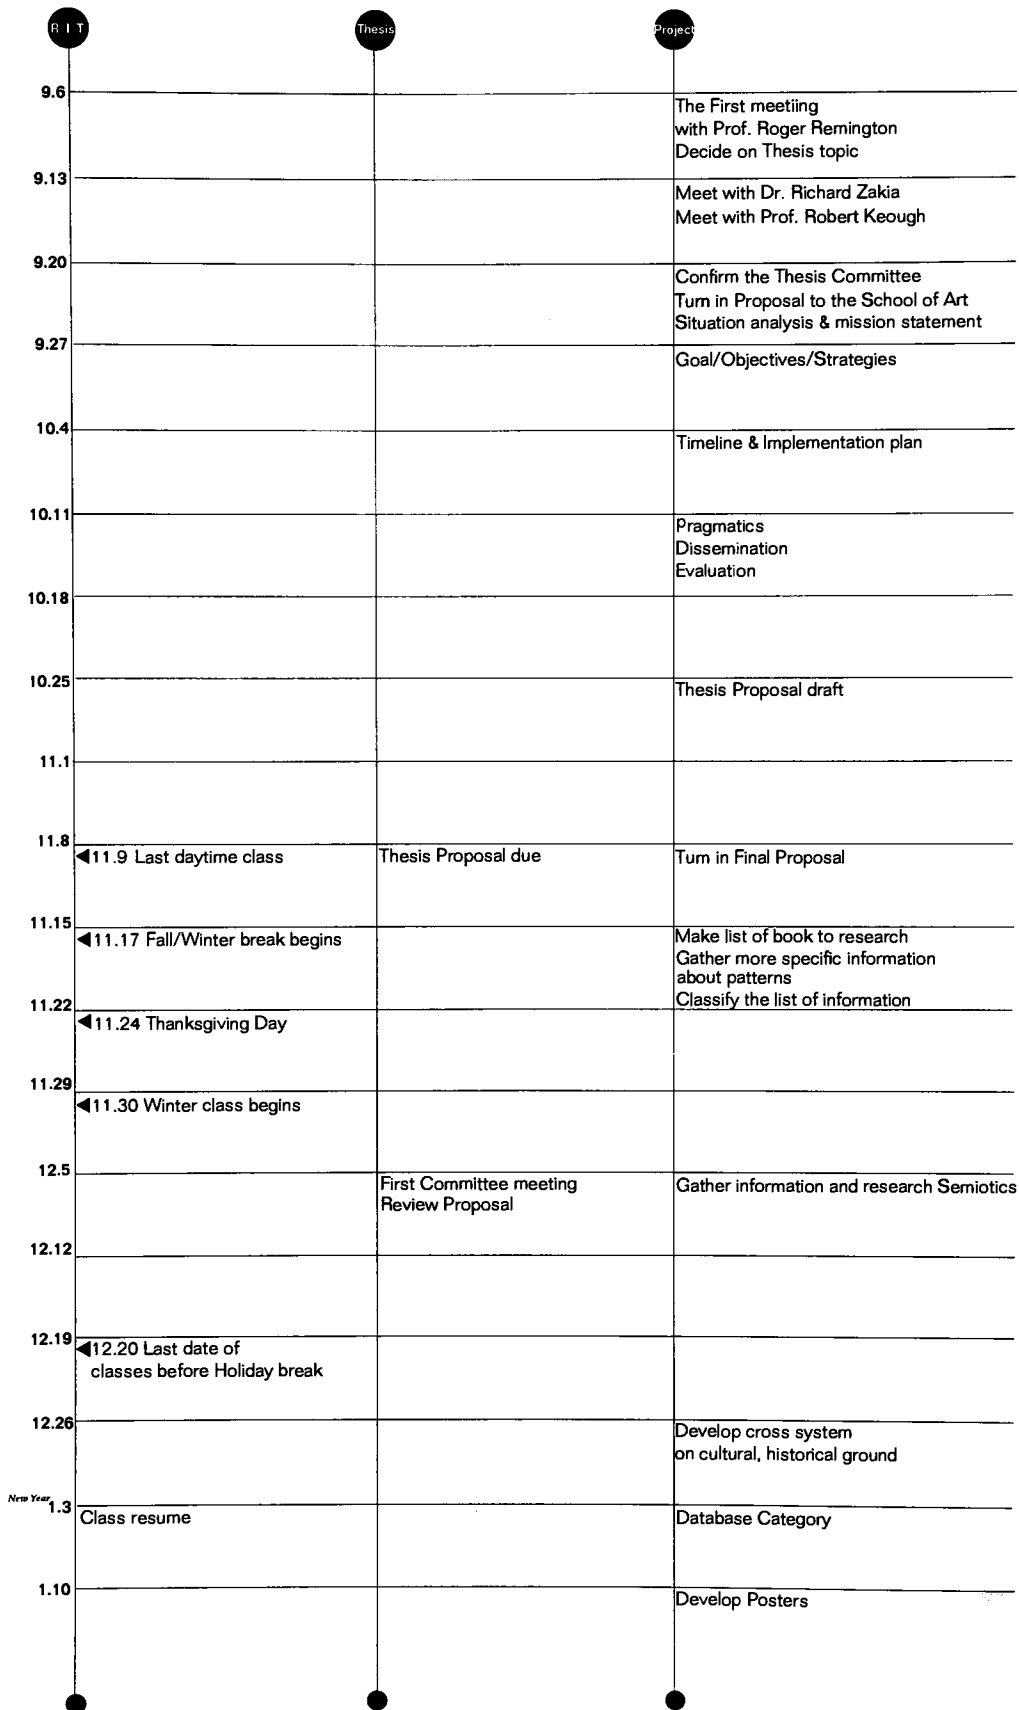 R I T
Thesis
Project
9.6
The First meetiing
with Prof. Roger Remington
Decide on Thesis topic
9.13
Meet with Dr. Richard Zakia
Meet with Prof. Robert Keough
9.20
Confirm the Thesis Committee
Turn in Proposal to the School of Art
Situation analysis & mission statement
9.27
Goal/Objectives/Strategies
10.4
Timeline & Implementation plan
10.11
Pragmatics
Dissemination
Evaluation
10.18
10.25
Thesis Proposal draft
11.1
11.8
11.9 Last daytime class
Thesis Proposal due
Turn in Final Proposal
11.15
11.17 Fall/Winter break begins
Make list of book to research
Gather more specific information
about patterns
Classify the list of information
11.22
11.24 Thanksgiving Day
11.29
11.30 Winter class begins
12.5
First Committee meeting
Review Proposal
Gather information and research Semiotics
12.12
12.19
12.20 Last date of
classes before Holiday break
12.26
Develop cross system
on cultural, historical ground
New Year 1.3
Class resume
Database Category
1.10
Develop Posters